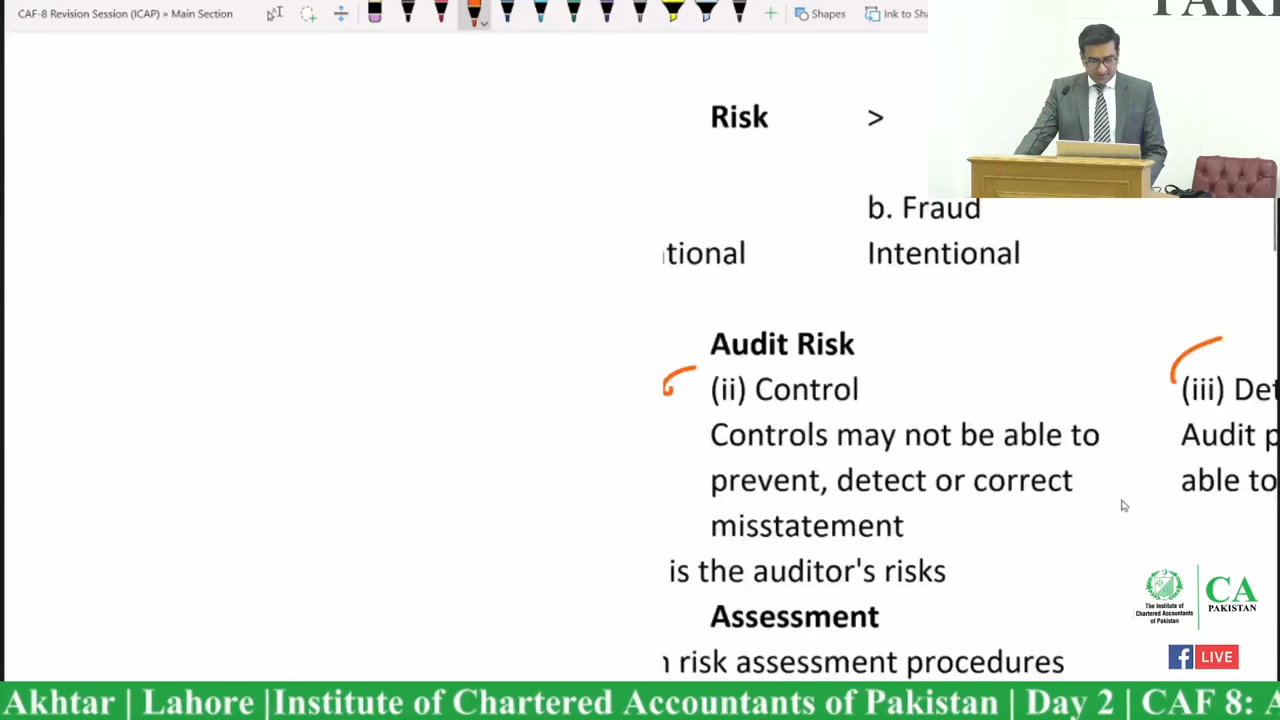 CAF-8 Revision Session (ICAP) » Main Section
Shapes
Ink to Sha
Risk >
b. Fraud
tional Intentional
Audit Risk
(ii) Control (iii) Det
Controls may not be able to Audit p
prevent, detect or correct able to
misstatement
is the auditor's risks
Assessment
risk assessment procedures
The Institute of
Chartered Accountants
of Pakistan
CA
PAKISTAN
f LIVE
Akhtar | Lahore |Institute of Chartered Accountants of Pakistan | Day 2 | CAF 8: A